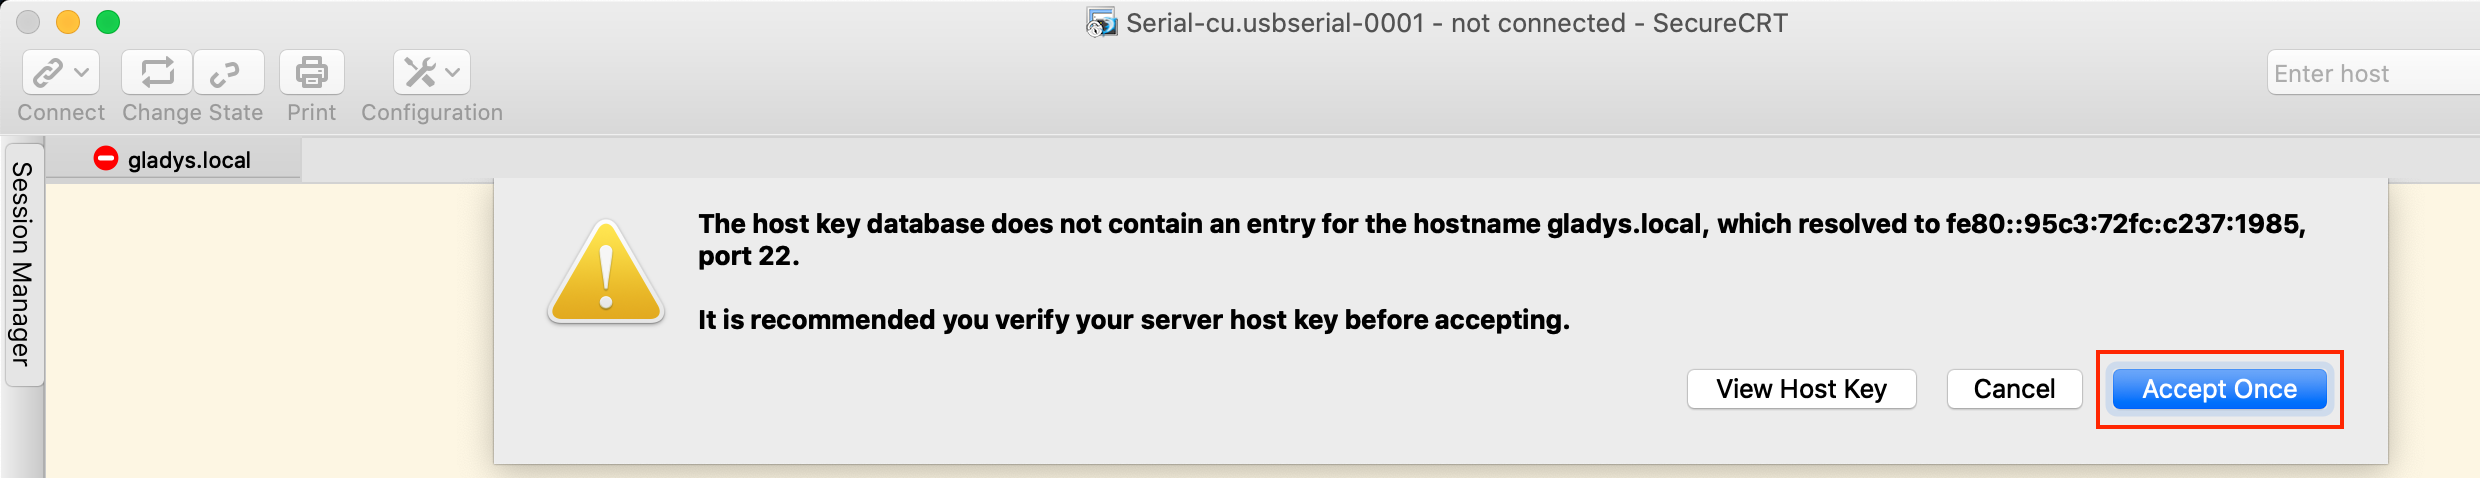 Serial-cu.usbserial-0001 - not connected - SecureCRT
Enter host
Connect Change State Print Configuration
gladys.local
Session Manager
The host key database does not contain an entry for the hostname gladys.local, which resolved to fe80::95c3:72fc:c237:1985,
port 22.
It is recommended you verify your server host key before accepting.
View Host Key Cancel Accept Once